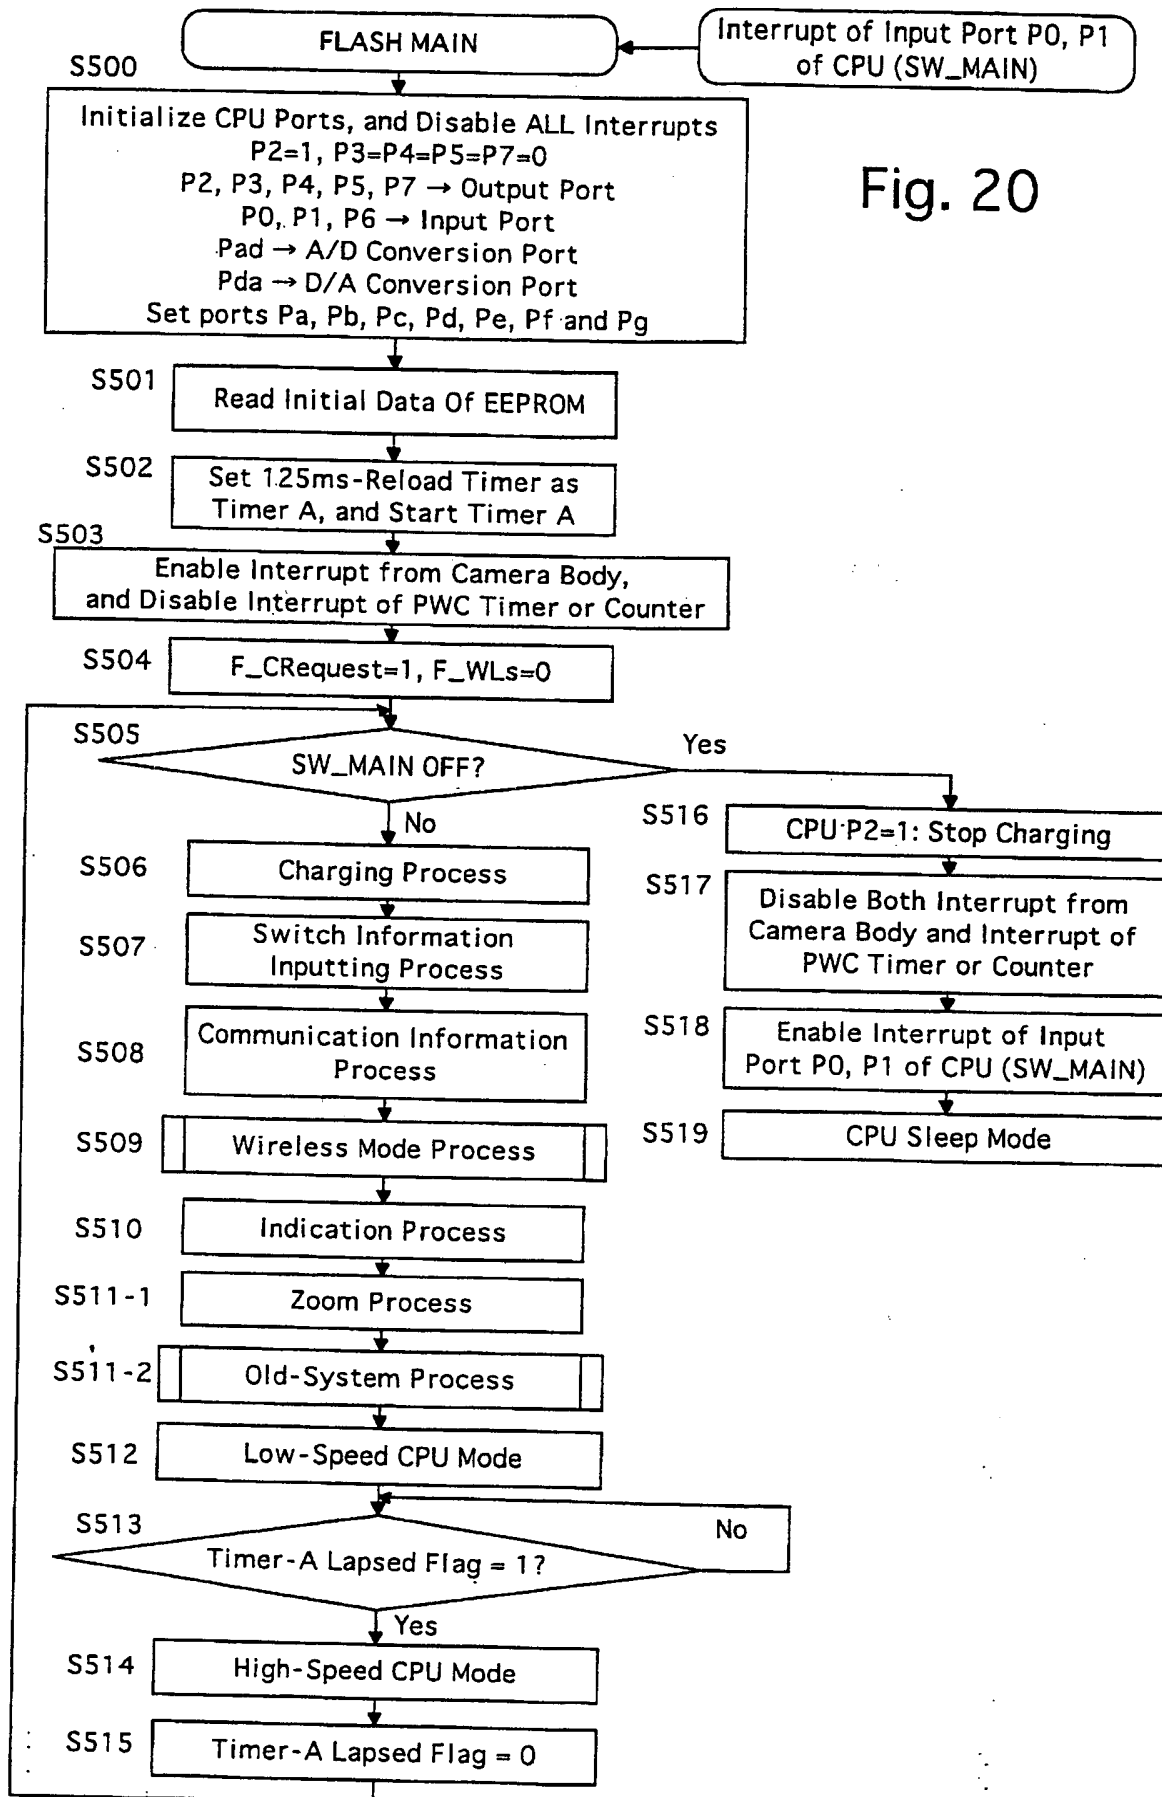 FLASH MAIN
Interrupt of Input Port P0, P1
of CPU (SW_MAIN)
Fig. 20
S500
Initialize CPU Ports, and Disable ALL Interrupts
P2=1, P3=P4=P5=P7=0
P2, P3, P4, P5, P7 → Output Port
P0, P1, P6 → Input Port
Pad → A/D Conversion Port
Pda → D/A Conversion Port
Set ports Pa, Pb, Pc, Pd, Pe, Pf and Pg
S501
Read Initial Data Of EEPROM
S502
Set 125ms-Reload Timer as
Timer A, and Start Timer A
S503
Enable Interrupt from Camera Body,
and Disable Interrupt of PWC Timer or Counter
S504
F_CRequest=1, F_WLs=0
S505
SW_MAIN OFF?
Yes
No
S506
Charging Process
S507
Switch Information
Inputting Process
S508
Communication Information
Process
S509
Wireless Mode Process
S510
Indication Process
S511-1
Zoom Process
S511-2
Old-System Process
S512
Low-Speed CPU Mode
S513
Timer-A Lapsed Flag = 1?
No
Yes
S514
High-Speed CPU Mode
S515
Timer-A Lapsed Flag = 0
S516
CPU P2=1: Stop Charging
S517
Disable Both Interrupt from
Camera Body and Interrupt of
PWC Timer or Counter
S518
Enable Interrupt of Input
Port P0, P1 of CPU (SW_MAIN)
S519
CPU Sleep Mode